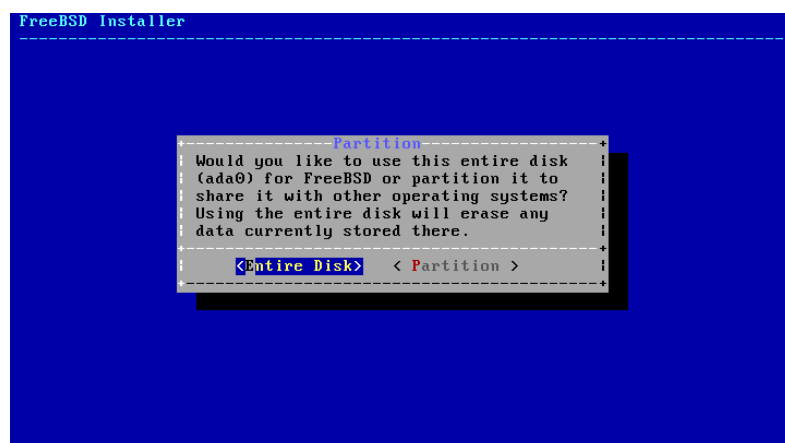 FreeBSD Installer
Partition
Would you like to use this entire disk
(ada0) for FreeBSD or partition it to
share it with other operating systems?
Using the entire disk will erase any
data currently stored there.
<Entire Disk> < Partition >